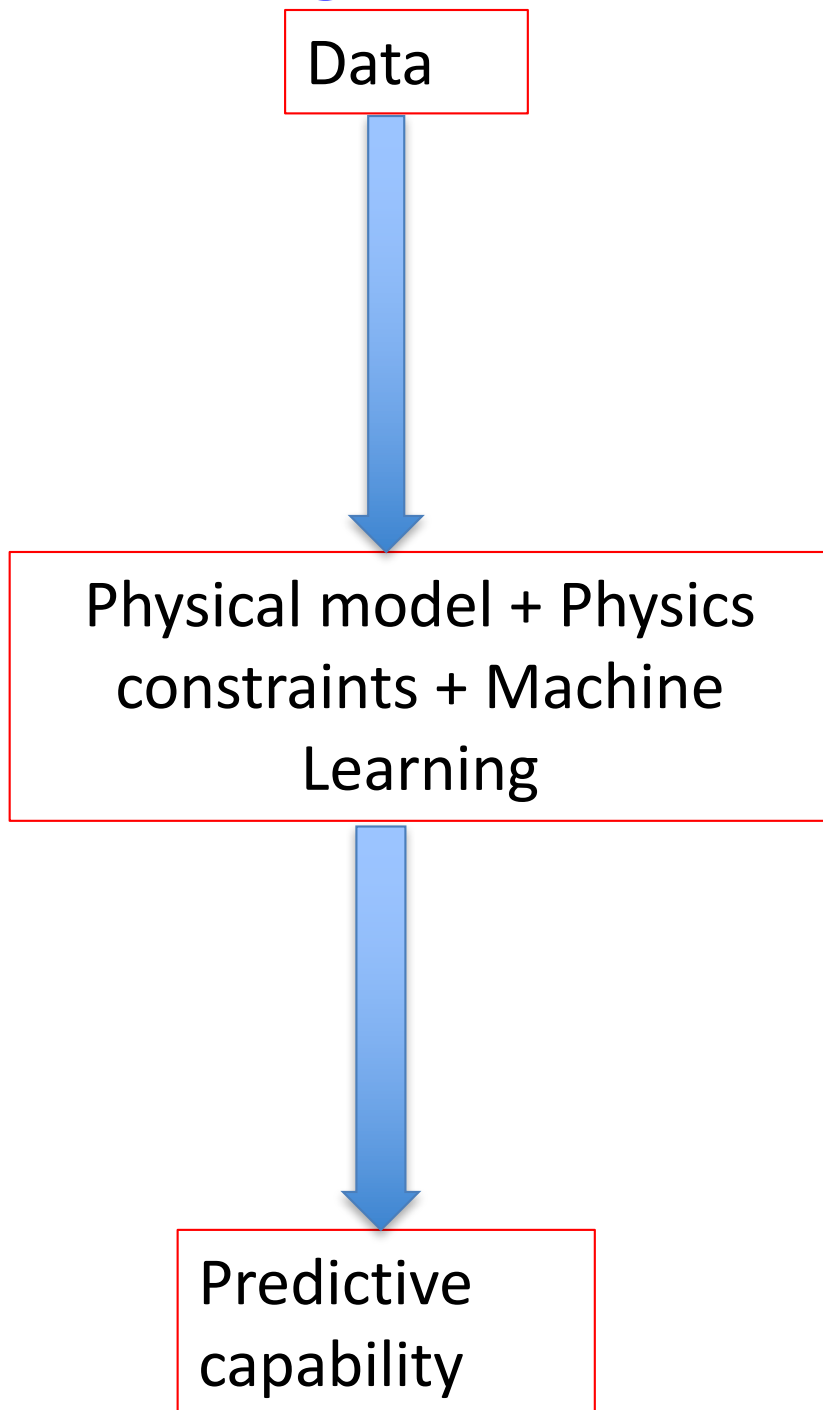 Data
Physical model + Physics
constraints + Machine
Learning
Predictive
capability